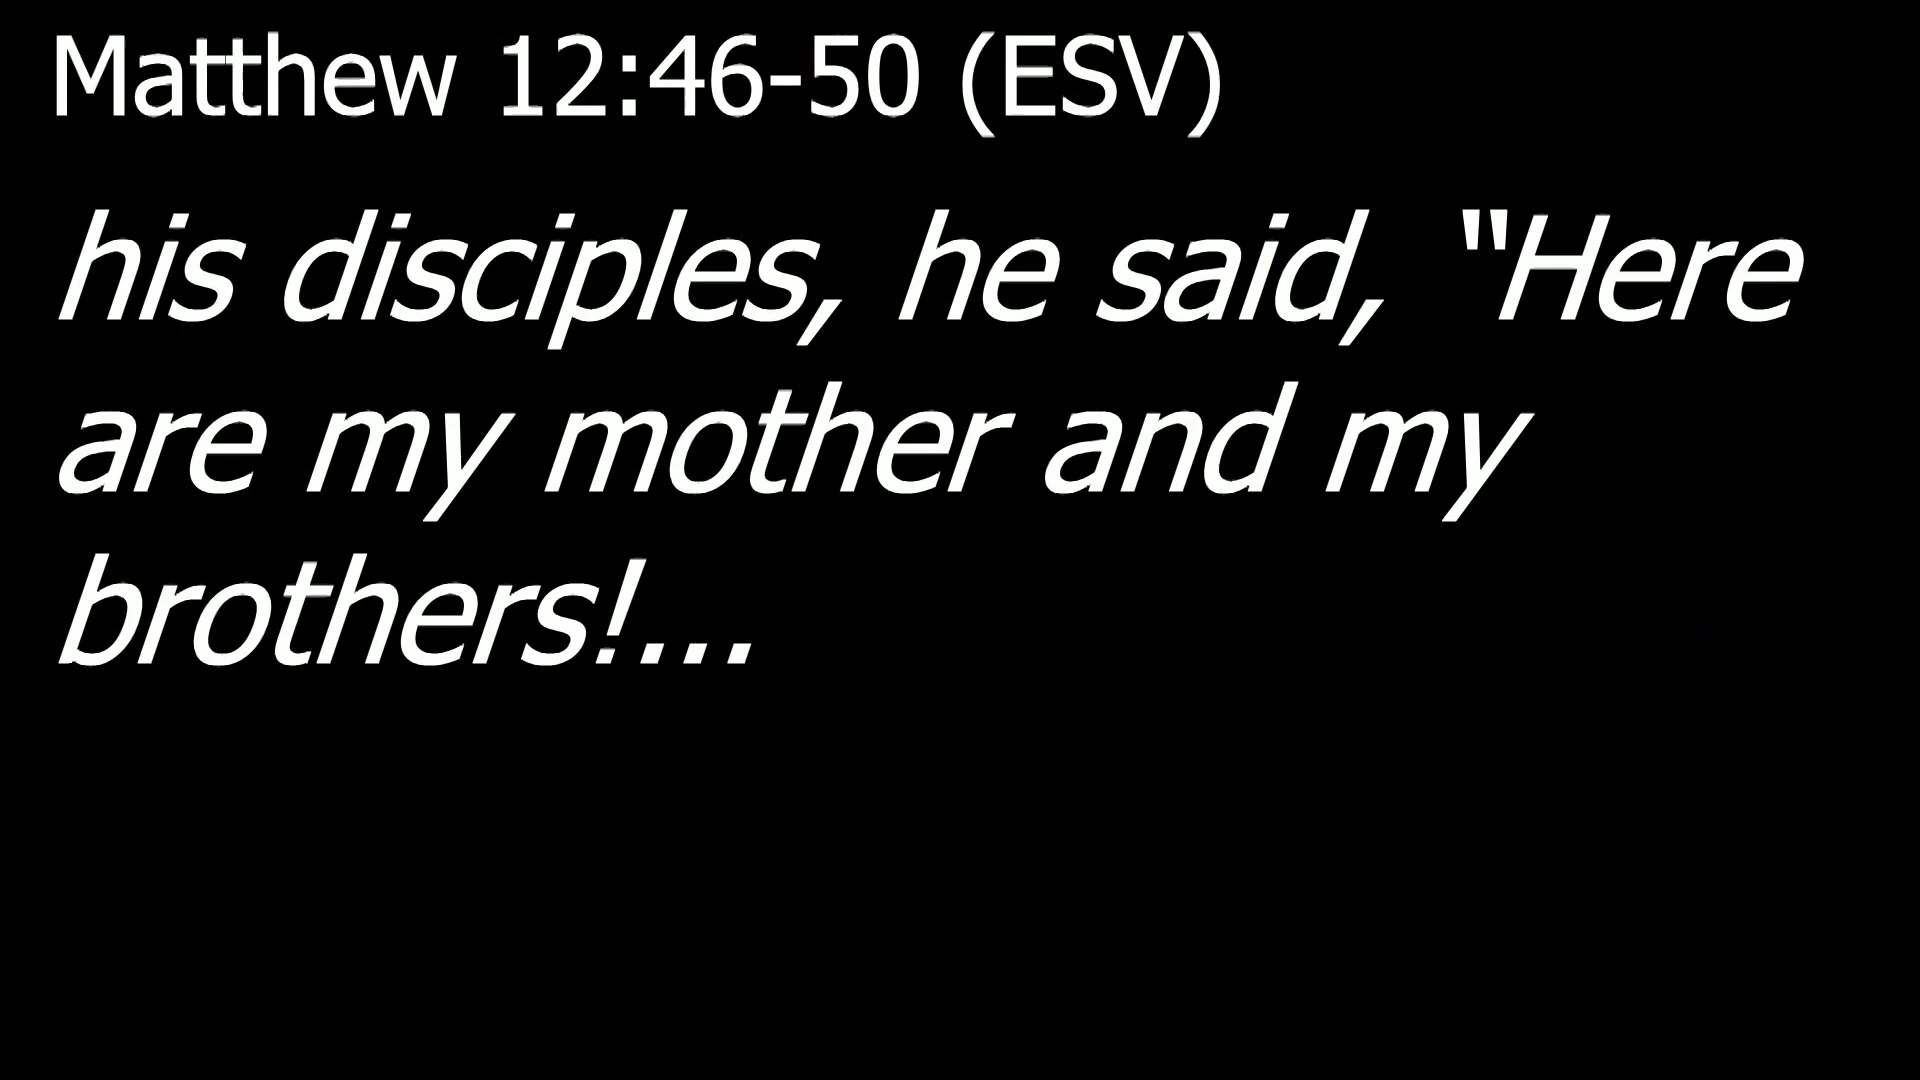 Matthew 12:46-50 (ESV)
his disciples, he said, “Here
are my mother and my
brothers!...